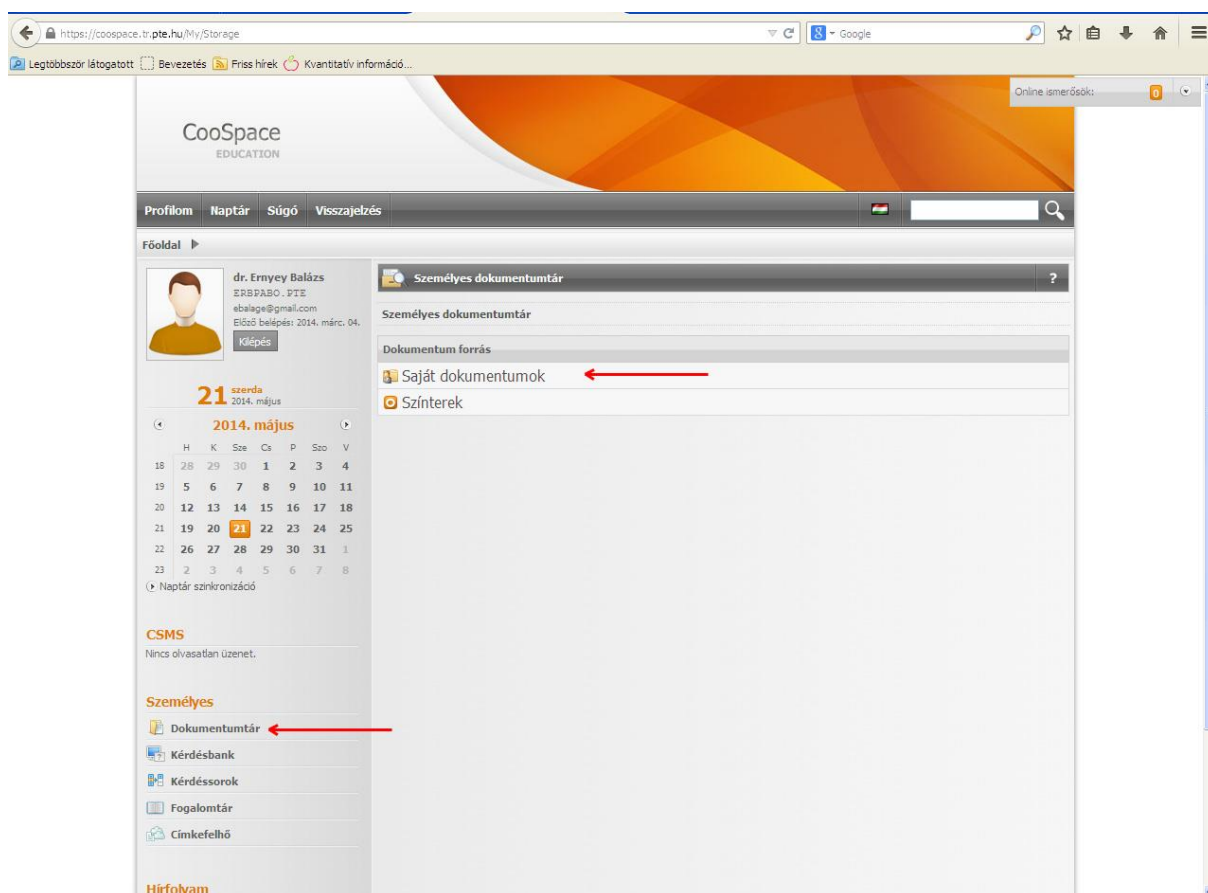 https://coospace.tr.pte.hu/My/Storage
Google
Legtöbbször látogatott Bevezetés Friss hírek Kvantitatív információ...
Online ismerősök: 0
CooSpace
EDUCATION
Profilom Naptár Súgó Visszajelzés
Főoldal
dr. Ernyey Balázs
ERBPABO.PTE
ebalage@gmail.com
Előző belépés: 2014. márc. 04.
Kilépés
21 szerda
2014. május
2014. május
H K Sze Cs P Szo V
18 28 29 30 1 2 3 4
19 5 6 7 8 9 10 11
20 12 13 14 15 16 17 18
21 19 20 21 22 23 24 25
22 26 27 28 29 30 31 1
23 2 3 4 5 6 7 8
Naptár szinkronizáció
CSMS
Nincs olvasatlan üzenet.
Személyes
Dokumentumtár
Kérdésbank
Kérdéssorok
Fogalomtár
Címkefelhő
Hírfolyam
Személyes dokumentumtár ?
Személyes dokumentumtár
Dokumentum forrás
Saját dokumentumok
Színterek